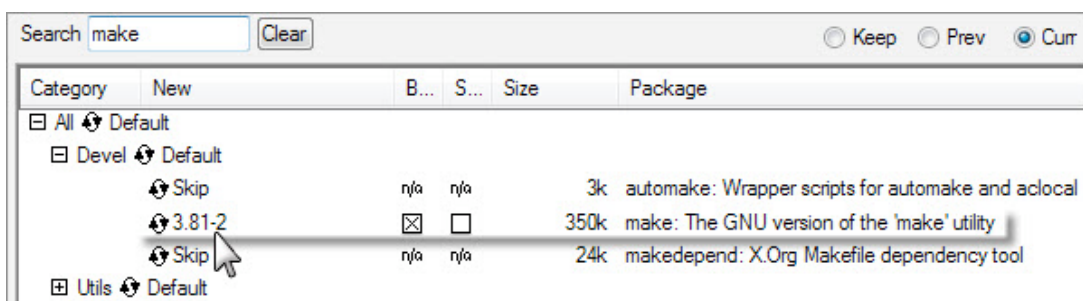 Search make Clear Keep Prev Curr
Category New B... S... Size Package
All Default
Devel Default
Skip n/a n/a 3k automake: Wrapper scripts for automake and aclocal
3.81-2 350k make: The GNU version of the 'make' utility
Skip n/a n/a 24k makedepend: X.Org Makefile dependency tool
Utils Default